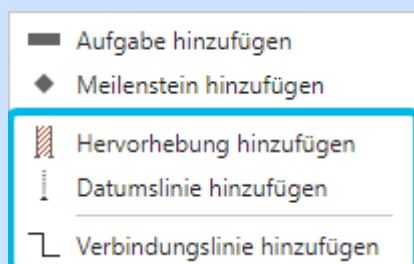 Aufgabe hinzufügen
Meilenstein hinzufügen
Hervorhebung hinzufügen
Datumslinie hinzufügen
Verbindungslinie hinzufügen